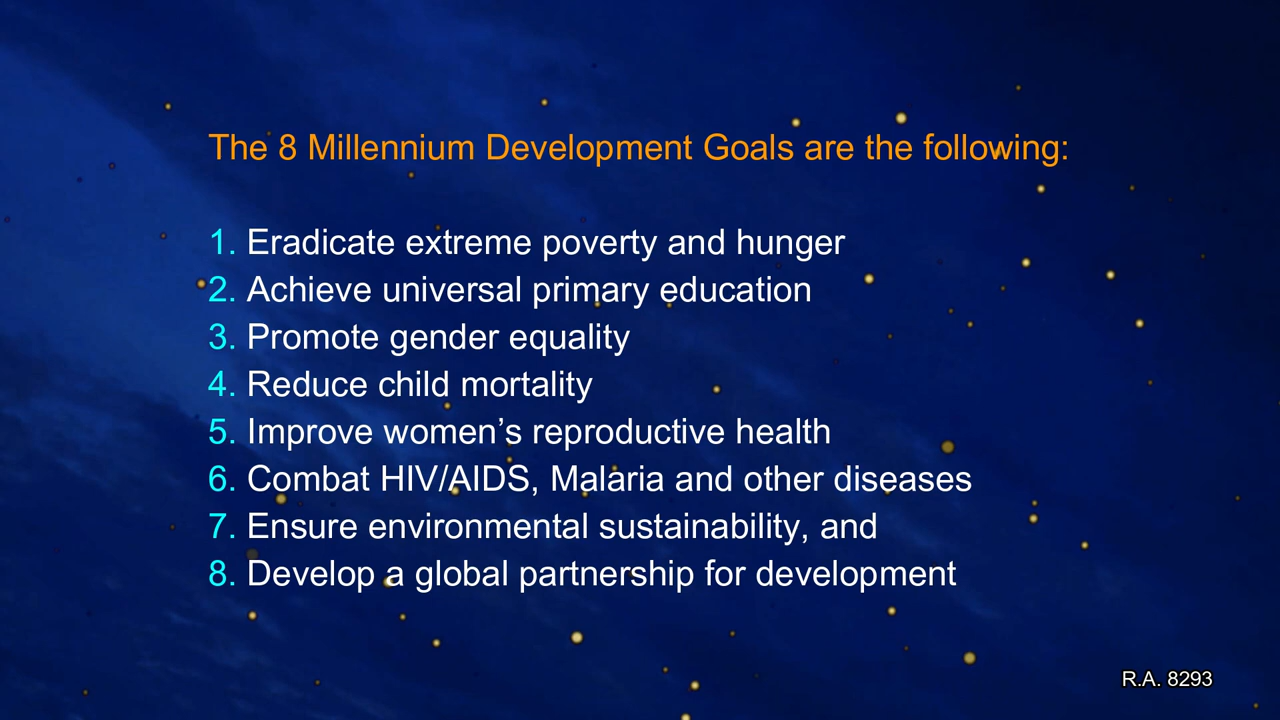 The 8 Millennium Development Goals are the following:
1. Eradicate extreme poverty and hunger
2. Achieve universal primary education
3. Promote gender equality
4. Reduce child mortality
5. Improve women’s reproductive health
6. Combat HIV/AIDS, Malaria and other diseases
7. Ensure environmental sustainability, and
8. Develop a global partnership for development
R.A. 8293